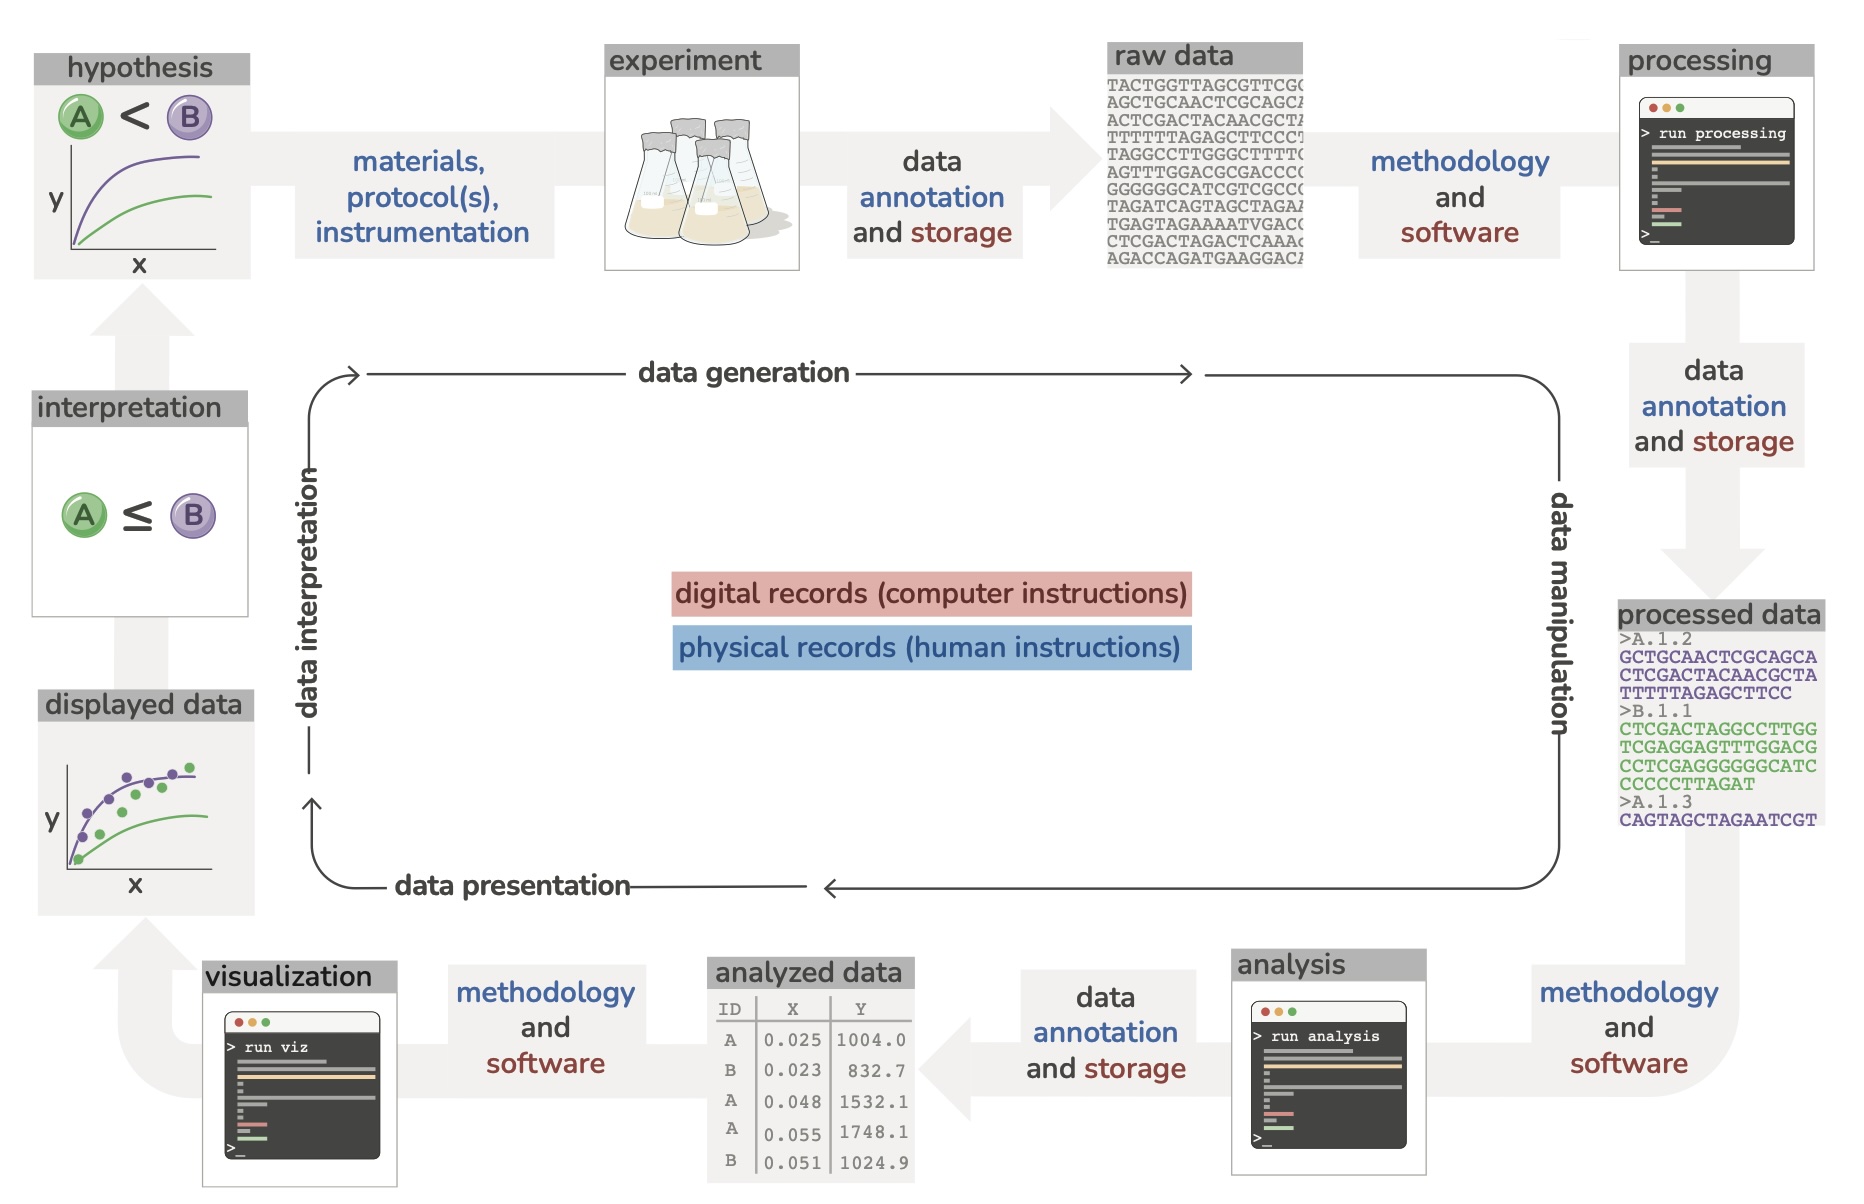 hypothesis
A < B
y
x
materials,
protocol(s),
instrumentation
experiment
data
annotation
and storage
raw data
TACTGGTTAGCGTTCGC
AGCTGCAACTCGCAGCA
ACTCGACTACAACGCTA
TTTTTTAGAGCTTCCCT
TAGGCCTTGGGCTTTTC
AGTTTGGACGCGACCCG
GGGGGGCATCGTCGCCC
TAGATCAGTAGCTAGAA
TGAGTAGAAAATVGACC
CTCGACTAGACTCAAAc
AGACCAGATGAAGGACA
methodology
and
software
processing
> run processing
>_
data
annotation
and storage
processed data
>A.1.2
GCTGCAACTCGCAGCA
CTCGACTACAACGCTA
TTTTTAGAGCTTCC
>B.1.1
CTCGACTAGGCCTTGG
TCGAGGAGTTTGGACG
CCTCGAGGGGGGCATC
CCCCCTTAGAT
>A.1.3
CAGTAGCTAGAATCGT
methodology
and
software
analysis
> run analysis
>_
data
annotation
and storage
analyzed data
ID X Y
A 0.025 1004.0
B 0.023 832.7
A 0.048 1532.1
A 0.055 1748.1
B 0.051 1024.9
methodology
and
software
visualization
> run viz
>_
displayed data
y
x
interpretation
A ≤ B
data generation
data manipulation
data presentation
data interpretation
digital records (computer instructions)
physical records (human instructions)